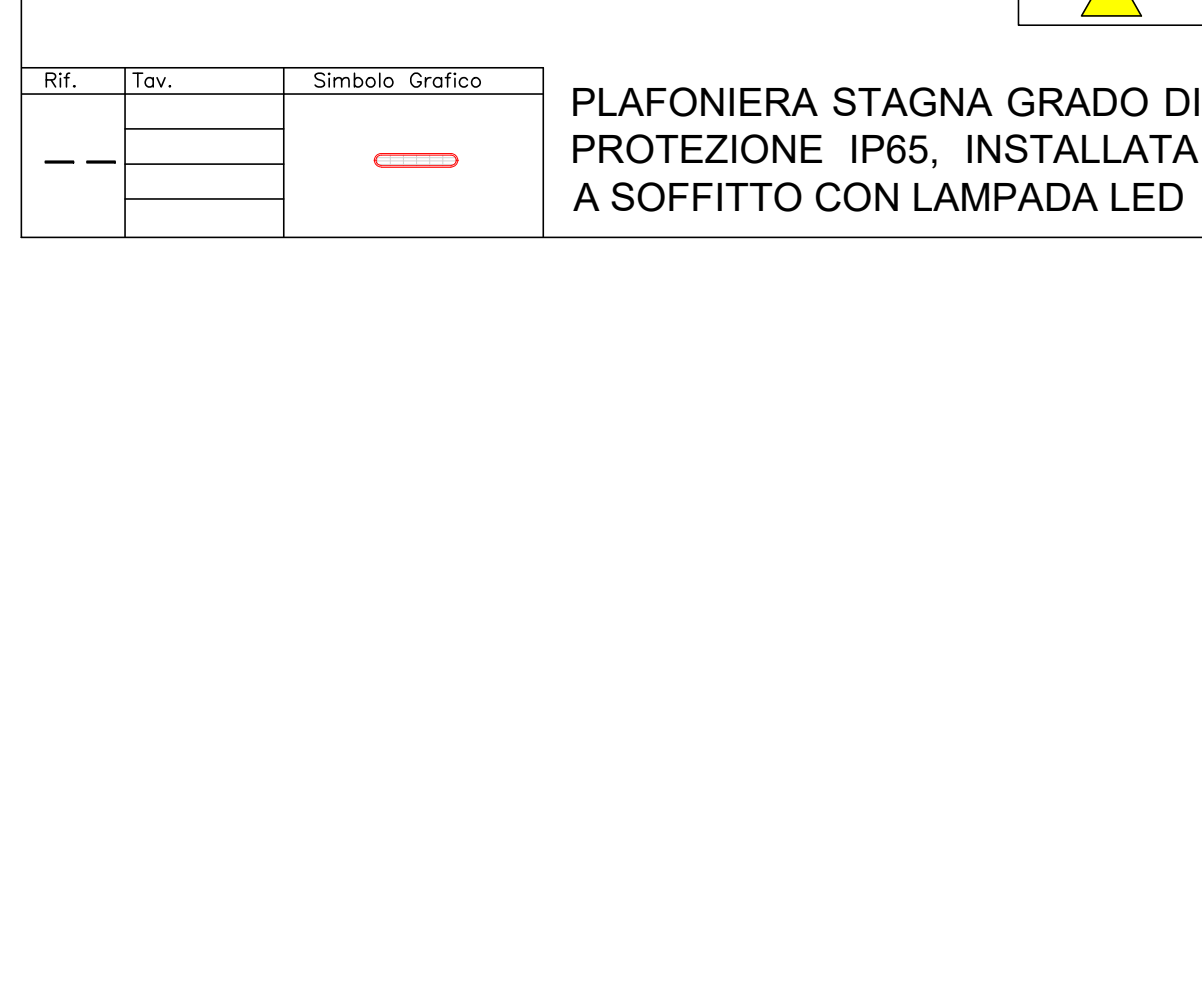 Rif. Tav. Simbolo Grafico
— —
PLAFONIERA STAGNA GRADO DI
PROTEZIONE IP65, INSTALLATA
A SOFFITTO CON LAMPADA LED